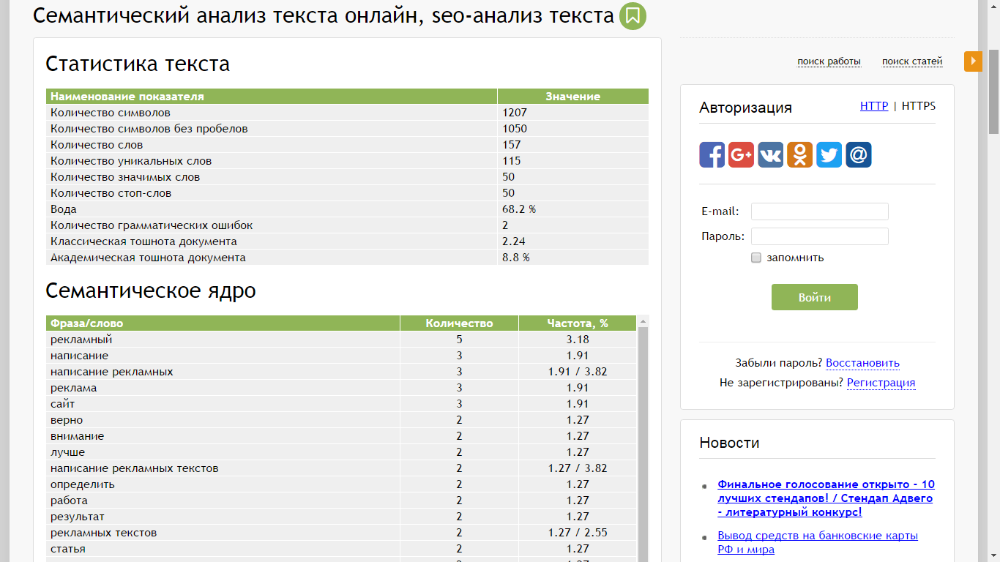 Семантический анализ текста онлайн, seo-анализ текста
Статистика текста
Наименование показателя Значение
Количество символов 1207
Количество символов без пробелов 1050
Количество слов 157
Количество уникальных слов 115
Количество значимых слов 50
Количество стоп-слов 50
Вода 68.2 %
Количество грамматических ошибок 2
Классическая тошнота документа 2.24
Академическая тошнота документа 8.8 %
Семантическое ядро
Фраза/слово Количество Частота, %
рекламный 5 3.18
написание 3 1.91
написание рекламных 3 1.91 / 3.82
реклама 3 1.91
сайт 3 1.91
верно 2 1.27
внимание 2 1.27
лучше 2 1.27
написание рекламных текстов 2 1.27 / 3.82
определить 2 1.27
работа 2 1.27
результат 2 1.27
рекламных текстов 2 1.27 / 2.55
статья 2 1.27
поиск работы поиск статей
Авторизация HTTP | HTTPS
E-mail:
Пароль:
запомнить
Войти
Забыли пароль? Восстановить
Не зарегистрированы? Регистрация
Новости
Финальное голосование открыто - 10
лучших стендапов! / Стендап Адвего
- литературный конкурс!
Вывод средств на банковские карты
РФ и мира